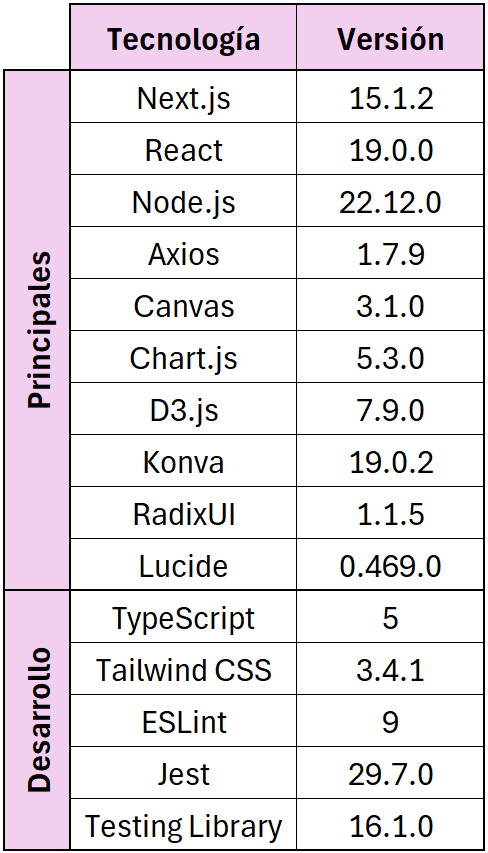 Tecnología Versión
Principales
Next.js 15.1.2
React 19.0.0
Node.js 22.12.0
Axios 1.7.9
Canvas 3.1.0
Chart.js 5.3.0
D3.js 7.9.0
Konva 19.0.2
RadixUI 1.1.5
Lucide 0.469.0
Desarrollo
TypeScript 5
Tailwind CSS 3.4.1
ESLint 9
Jest 29.7.0
Testing Library 16.1.0